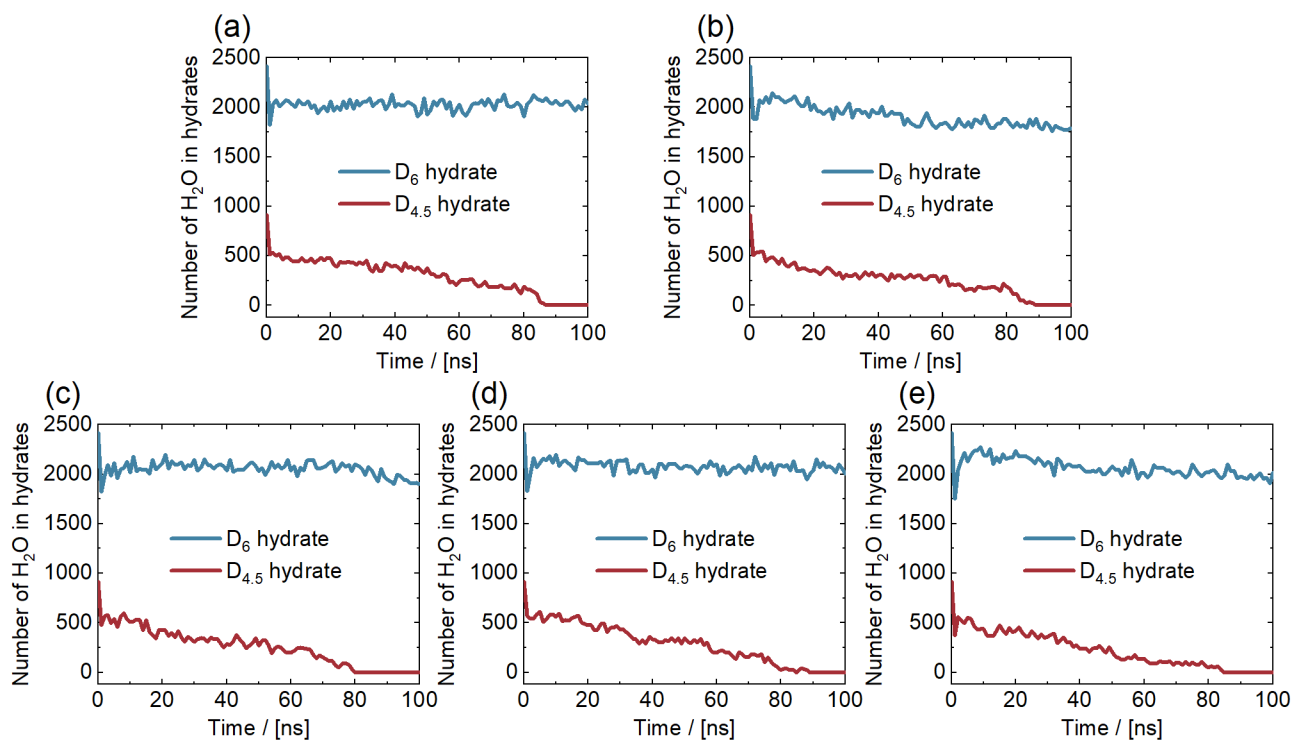 (a)
Number of H₂O in hydrates
2500
2000
1500
1000
500
0
D₆ hydrate
D₄.₅ hydrate
0 20 40 60 80 100
Time / [ns]
(b)
Number of H₂O in hydrates
2500
2000
1500
1000
500
0
D₆ hydrate
D₄.₅ hydrate
0 20 40 60 80 100
Time / [ns]
(c)
Number of H₂O in hydrates
2500
2000
1500
1000
500
0
D₆ hydrate
D₄.₅ hydrate
0 20 40 60 80 100
Time / [ns]
(d)
Number of H₂O in hydrates
2500
2000
1500
1000
500
0
D₆ hydrate
D₄.₅ hydrate
0 20 40 60 80 100
Time / [ns]
(e)
Number of H₂O in hydrates
2500
2000
1500
1000
500
0
D₆ hydrate
D₄.₅ hydrate
0 20 40 60 80 100
Time / [ns]